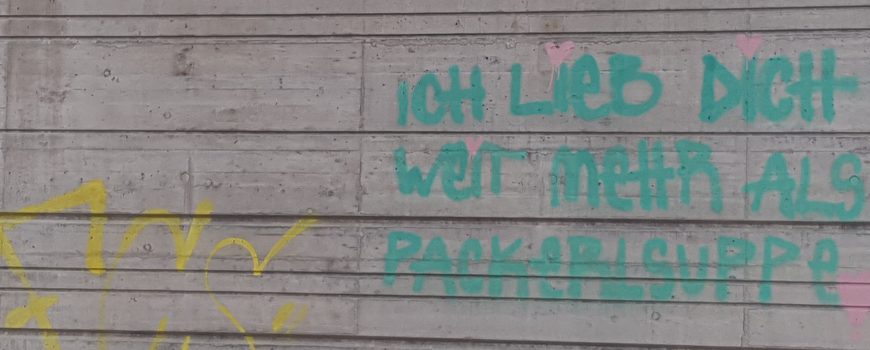 ICH LIEB DICH
WEIT MEHR ALS
PACKERLSUPPE